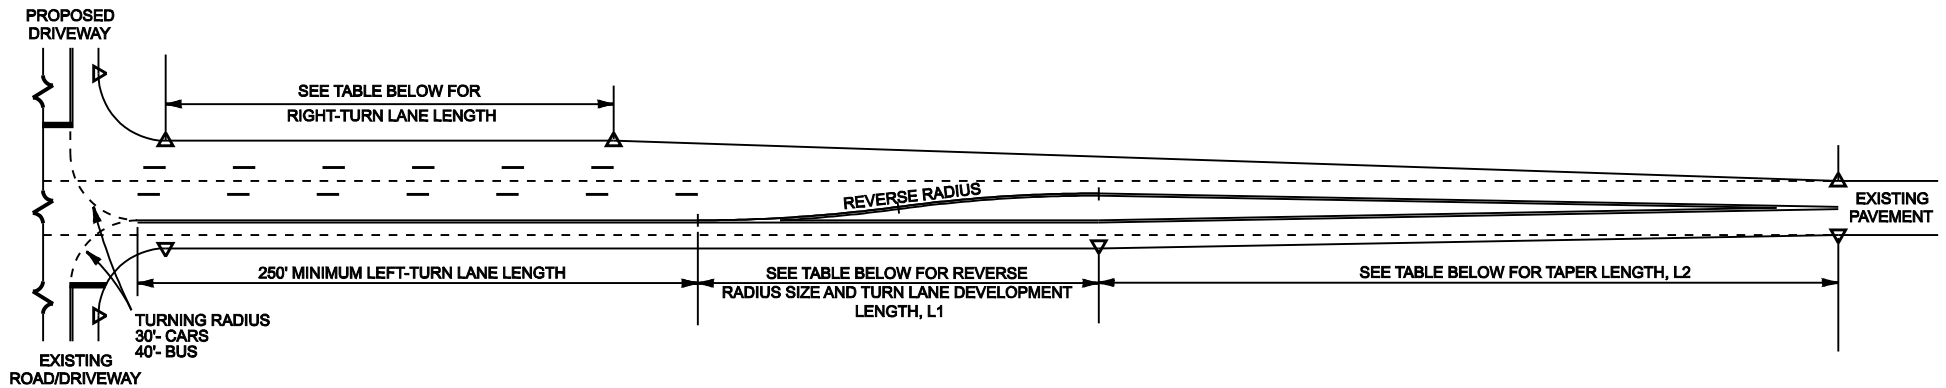 PROPOSED
DRIVEWAY
SEE TABLE BELOW FOR
RIGHT-TURN LANE LENGTH
REVERSE RADIUS
EXISTING
PAVEMENT
250' MINIMUM LEFT-TURN LANE LENGTH
SEE TABLE BELOW FOR REVERSE
RADIUS SIZE AND TURN LANE DEVELOPMENT
LENGTH, L1
SEE TABLE BELOW FOR TAPER LENGTH, L2
TURNING RADIUS
30'- CARS
40'- BUS
EXISTING
ROAD/DRIVEWAY